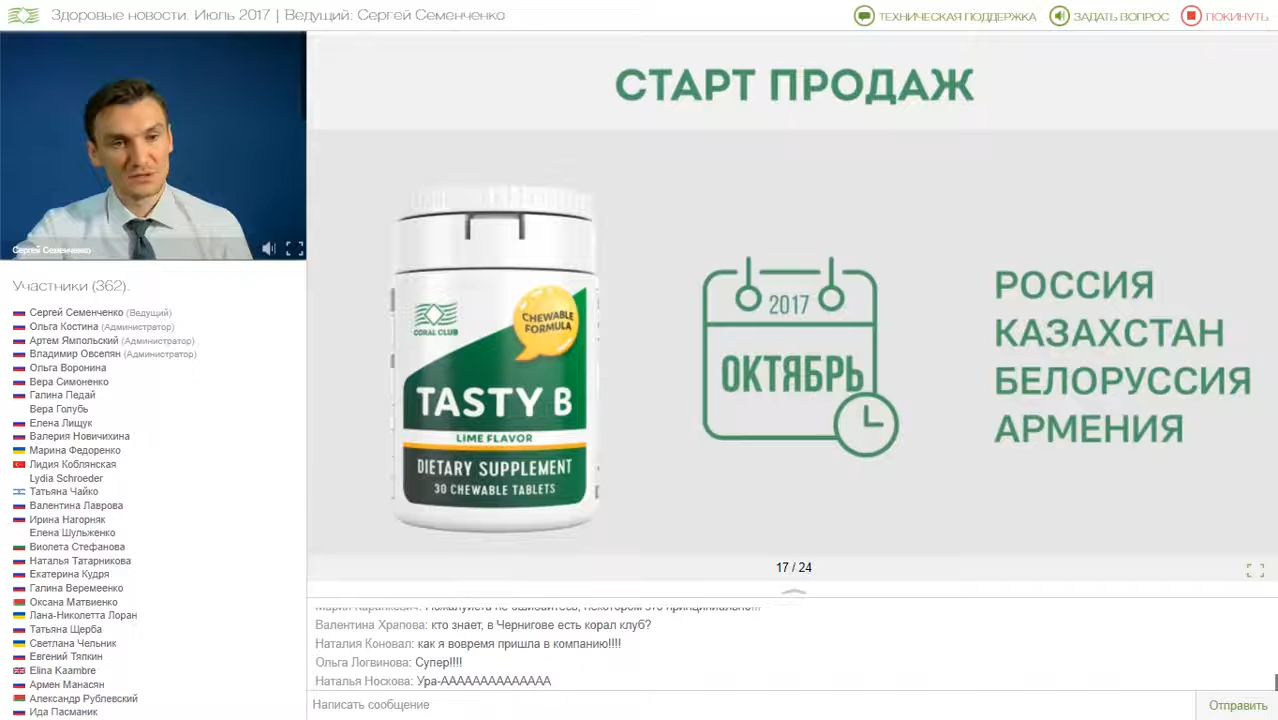 Здоровые новости. Июль 2017 | Ведущий: Сергей Семенченко
ТЕХНИЧЕСКАЯ ПОДДЕРЖКА
ЗАДАТЬ ВОПРОС
ПОКИНУТЬ
Сергей Семенченко
Участники (362).
Сергей Семенченко (Ведущий)
Ольга Костина (Администратор)
Артем Ямпольский (Администратор)
Владимир Овсепян (Администратор)
Ольга Воронина
Вера Симоненко
Галина Педай
Вера Голубь
Елена Лищук
Валерия Новичихина
Марина Федоренко
Лидия Коблянская
Lydia Schroeder
Татьяна Чайко
Валентина Лаврова
Ирина Нагорняк
Елена Шульженко
Виолета Стефанова
Наталья Татарникова
Екатерина Кудря
Галина Веремеенко
Оксана Матвиенко
Лана-Николетта Лоран
Татьяна Щерба
Светлана Чельник
Евгений Тяпкин
Elina Kaambre
Армен Манасян
Александр Рублевский
Ида Пасманик
СТАРТ ПРОДАЖ
CORAL CLUB
CHEWABLE
FORMULA
TASTY B
LIME FLAVOR
DIETARY SUPPLEMENT
30 CHEWABLE TABLETS
2017
ОКТЯБРЬ
РОССИЯ
КАЗАХСТАН
БЕЛОРУССИЯ
АРМЕНИЯ
17 / 24
Валентина Храпова: кто знает, в Чернигове есть корал клуб?
Наталия Коновал: как я вовремя пришла в компанию!!!!
Ольга Логвинова: Супер!!!!
Наталья Носкова: Ура-АААААААААААААА
Написать сообщение
Отправить